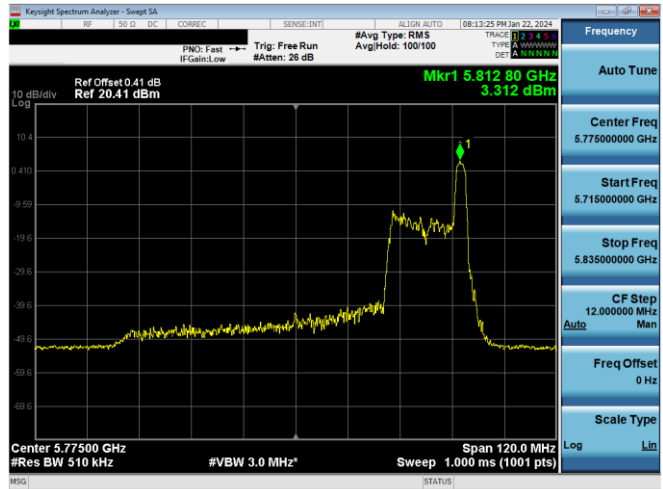 Keysight Spectrum Analyzer - Swept SA
RF 50 Ω DC CORREC SENSE:INT ALIGN AUTO 08:13:25 PM Jan 22, 2024
PNO: Fast
IFGain:Low
Trig: Free Run
#Atten: 26 dB
#Avg Type: RMS
Avg|Hold: 100/100
TRACE 1 2 3 4 5 6
TYPE A WWWWW
DET A N N N N N
Frequency
Auto Tune
Center Freq
5.775000000 GHz
Start Freq
5.715000000 GHz
Stop Freq
5.835000000 GHz
CF Step
12.000000 MHz
Auto Man
Freq Offset
0 Hz
Scale Type
Log Lin
Mkr1 5.812 80 GHz
3.312 dBm
Ref Offset 0.41 dB
10 dB/div Ref 20.41 dBm
Log
10.4
0.410
-9.59
-19.6
-29.6
-39.6
-49.6
-59.6
-69.6
1
Center 5.77500 GHz Span 120.0 MHz
#Res BW 510 kHz #VBW 3.0 MHz* Sweep 1.000 ms (1001 pts)
MSG STATUS